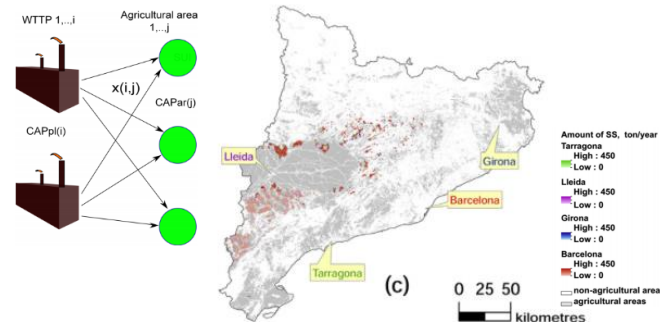 WTTP 1,..,i
Agricultural area
1,...j
x(i,j)
CAPar(j)
CAPpl(i)
Lleida
Girona
Barcelona
Tarragona
(c)
0 25 50
kilometres
Amount of SS, ton/year
Tarragona
High : 450
Low : 0
Lleida
High : 450
Low : 0
Girona
High : 450
Low : 0
Barcelona
High : 450
Low : 0
non-agricultural area
agricultural areas